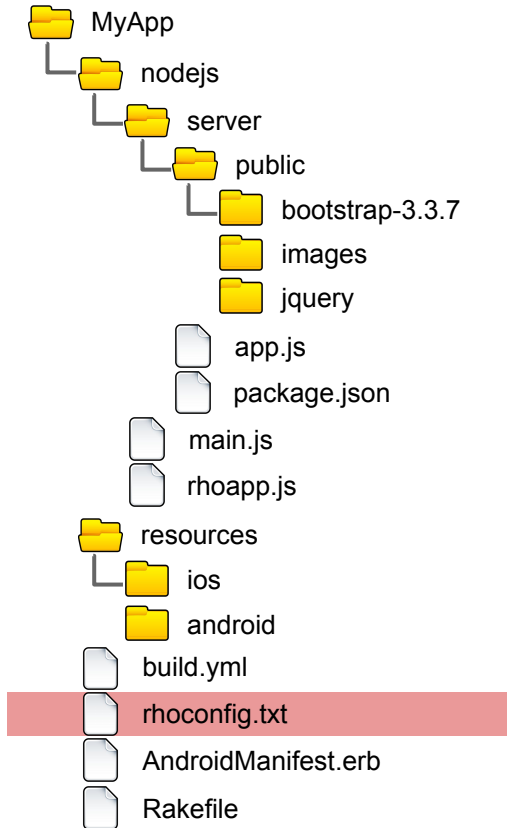 MyApp
nodejs
server
public
bootstrap-3.3.7
images
jquery
app.js
package.json
main.js
rhoapp.js
resources
ios
android
build.yml
rhoconfig.txt
AndroidManifest.erb
Rakefile